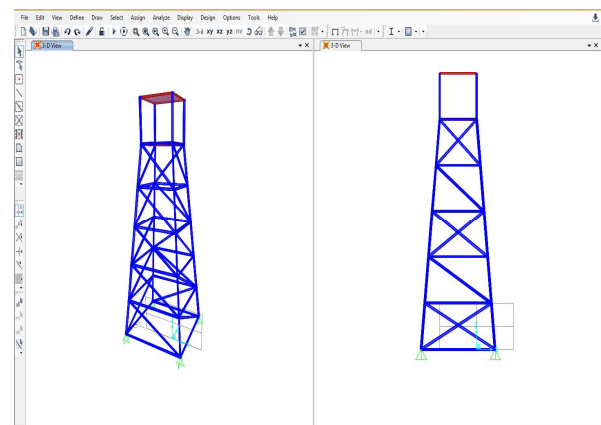 File Edit View Define Draw Select Assign Analyze Display Design Options Tools Help
3-d xy xz yz nv
3-D View
3-D View